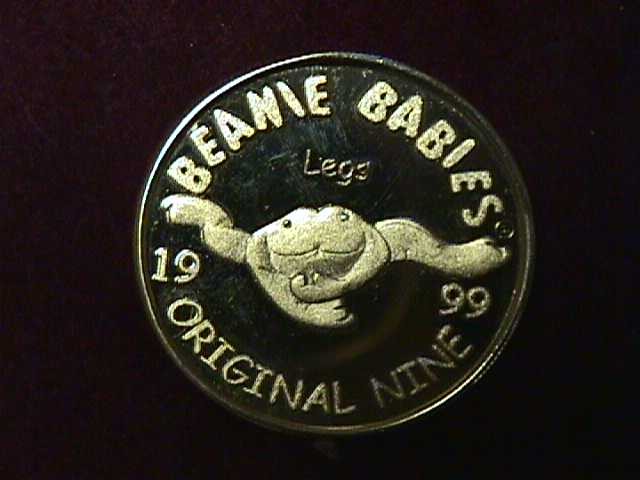 BEANIE BABIES®
Legs
19 99
ORIGINAL NINE